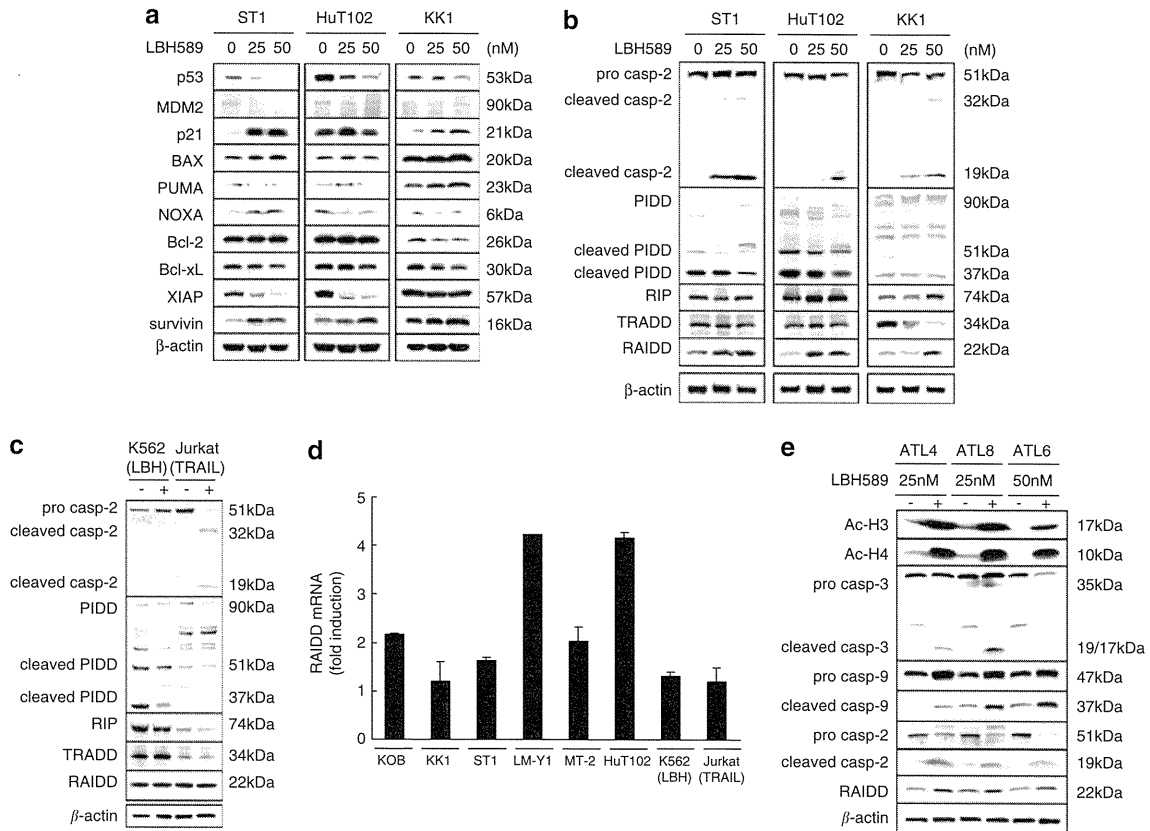 a
ST1 HuT102 KK1
LBH589 0 25 50 0 25 50 0 25 50 (nM)
p53 53kDa
MDM2 90kDa
p21 21kDa
BAX 20kDa
PUMA 23kDa
NOXA 6kDa
Bcl-2 26kDa
Bcl-xL 30kDa
XIAP 57kDa
survivin 16kDa
β-actin
b
ST1 HuT102 KK1
LBH589 0 25 50 0 25 50 0 25 50 (nM)
pro casp-2 51kDa
cleaved casp-2 32kDa
cleaved casp-2 19kDa
PIDD 90kDa
cleaved PIDD 51kDa
cleaved PIDD 37kDa
RIP 74kDa
TRADD 34kDa
RAIDD 22kDa
β-actin
c
K562 Jurkat
(LBH) (TRAIL)
- + - +
pro casp-2 51kDa
cleaved casp-2 32kDa
cleaved casp-2 19kDa
PIDD 90kDa
cleaved PIDD 51kDa
cleaved PIDD 37kDa
RIP 74kDa
TRADD 34kDa
RAIDD 22kDa
β-actin
d
RAIDD mRNA
(fold induction)
5
4
3
2
1
0
KOB KK1 ST1 LM-Y1 MT-2 HuT102 K562 Jurkat
(LBH) (TRAIL)
e
ATL4 ATL8 ATL6
LBH589 25nM 25nM 50nM
- + - + - +
Ac-H3 17kDa
Ac-H4 10kDa
pro casp-3 35kDa
cleaved casp-3 19/17kDa
pro casp-9 47kDa
cleaved casp-9 37kDa
pro casp-2 51kDa
cleaved casp-2 19kDa
RAIDD 22kDa
β-actin